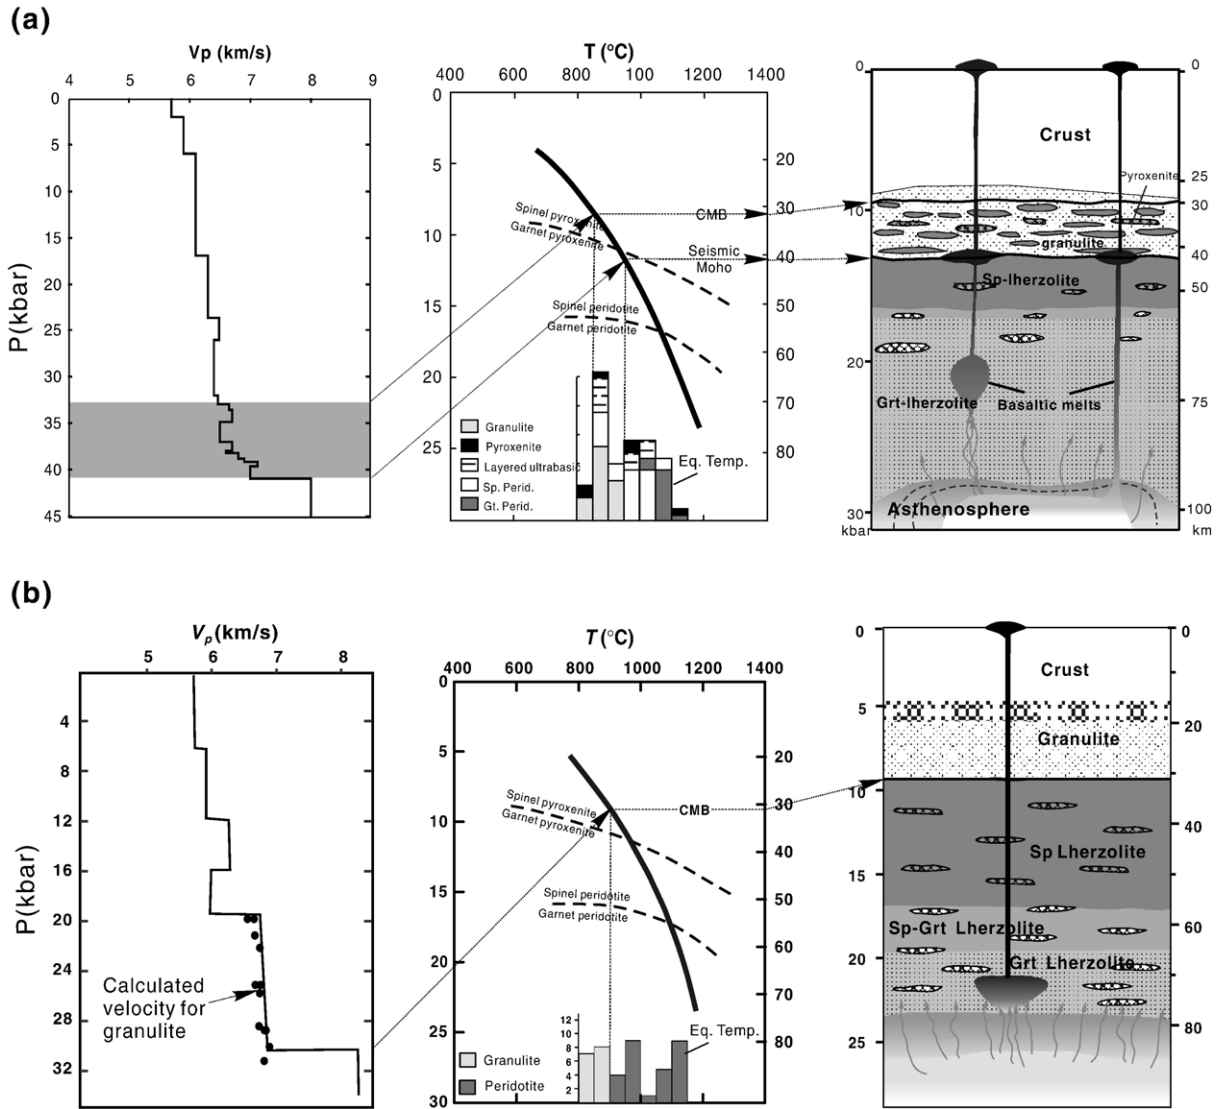 (a)
Vp (km/s)
4 5 6 7 8 9
P(kbar)
0
5
10
15
20
25
30
35
40
45
T (°C)
400 600 800 1000 1200 1400
0
5
10
15
20
25
20
30
40
50
60
70
80
Spinel pyroxenite
Garnet pyroxenite
CMB
Seismic
Moho
Spinel peridotite
Garnet peridotite
Granulite
Pyroxenite
Layered ultrabasic
Sp. Perid.
Gt. Perid.
Eq. Temp.
0
10
20
30
kbar
0
25
30
40
50
75
100
km
Crust
Pyroxenite
granulite
Sp-lherzolite
Grt-lherzolite
Basaltic melts
Asthenosphere
(b)
Vp (km/s)
5 6 7 8
P(kbar)
4
8
12
16
20
24
28
32
Calculated
velocity for
granulite
T (°C)
400 600 800 1000 1200 1400
0
5
10
15
20
25
30
20
30
40
50
60
70
80
Spinel pyroxenite
Garnet pyroxenite
CMB
Spinel peridotite
Garnet peridotite
12
10
8
6
4
2
Granulite
Peridotite
Eq. Temp.
0
5
10
15
20
25
0
20
30
40
50
60
70
80
Crust
Granulite
Sp Lherzolite
Sp-Grt Lherzolite
Grt Lherzolite